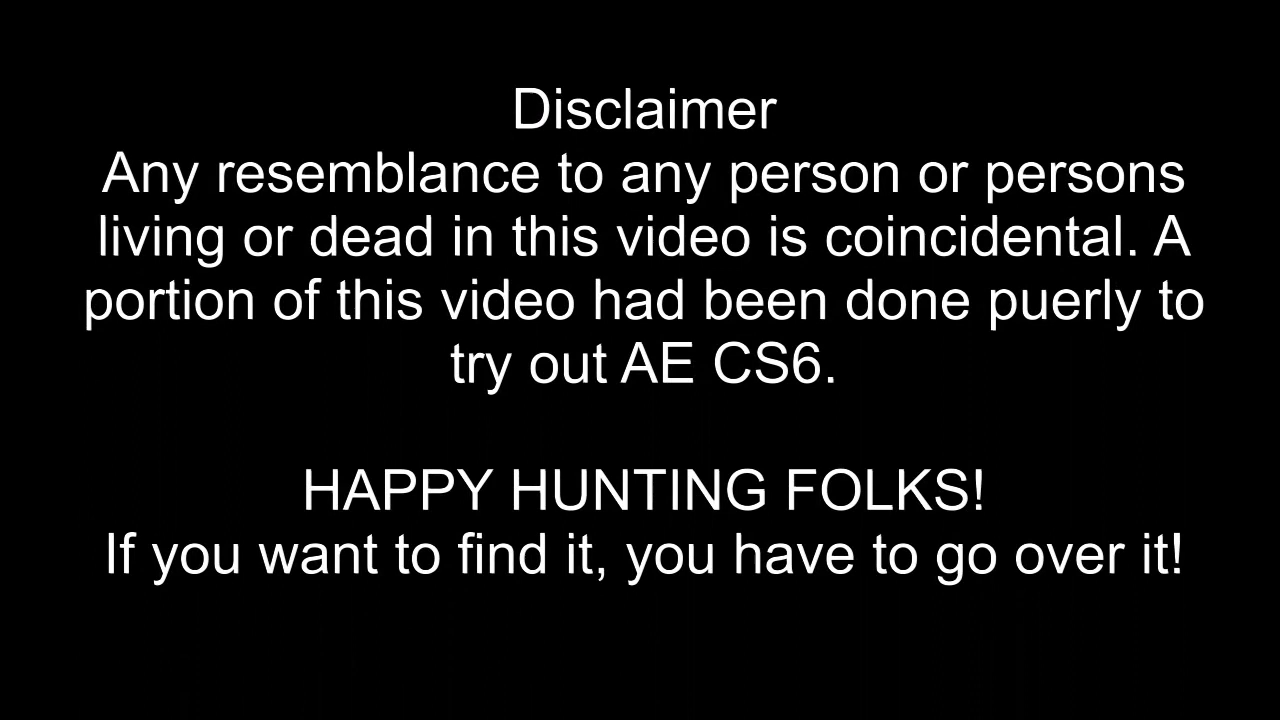 Disclaimer
Any resemblance to any person or persons
living or dead in this video is coincidental. A
portion of this video had been done puerly to
try out AE CS6.
HAPPY HUNTING FOLKS!
If you want to find it, you have to go over it!